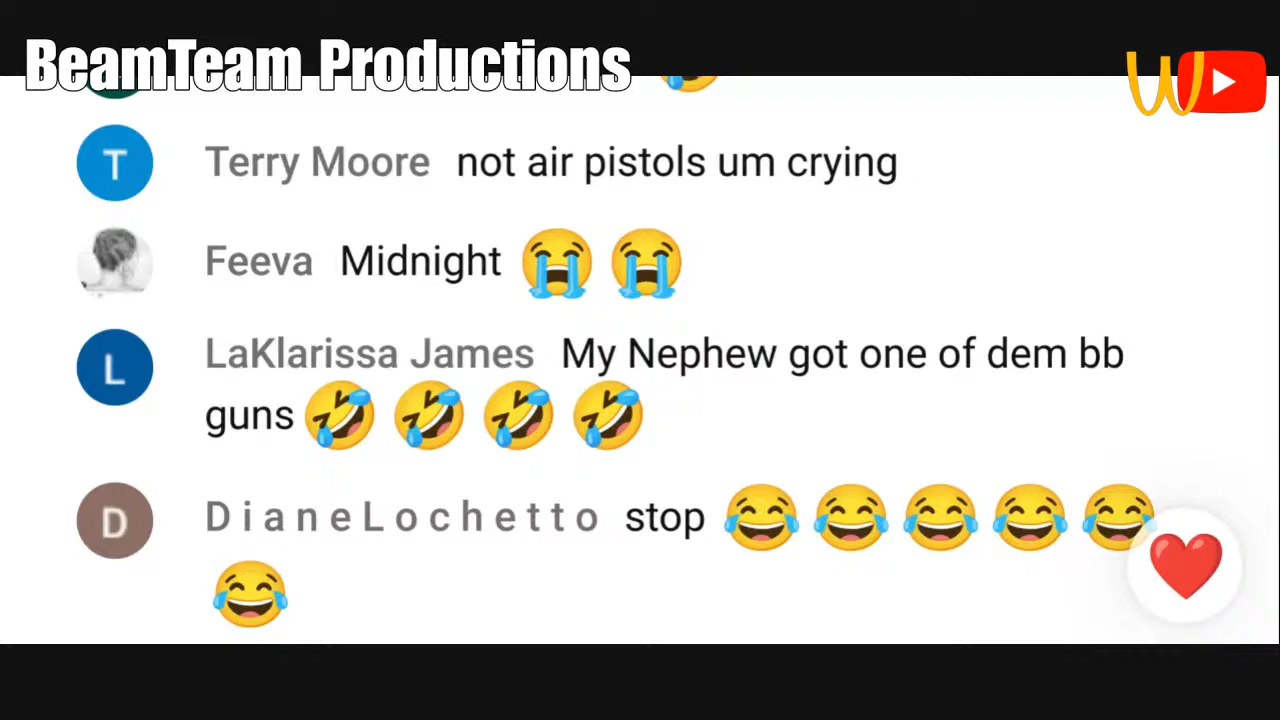 BeamTeam Productions
W
T Terry Moore not air pistols um crying
Feeva Midnight 😭 😭
L LaKlarissa James My Nephew got one of dem bb
guns 🤣 🤣 🤣 🤣
D D i a n e L o c h e t t o stop 😂 😂 😂 😂 😂
😂